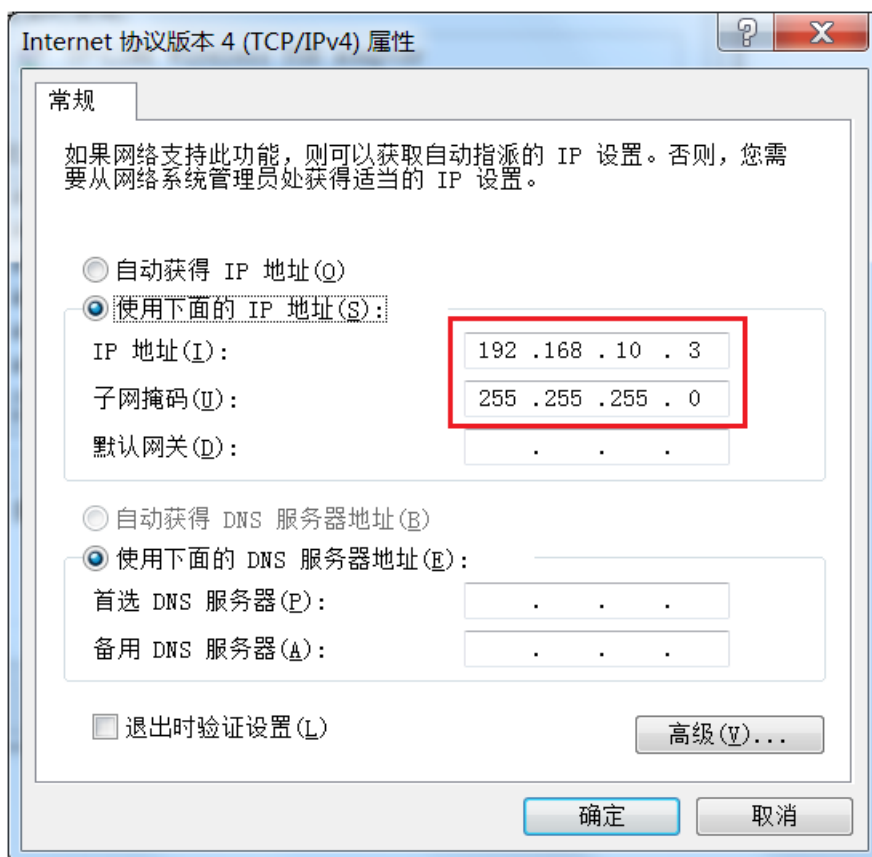 Internet 协议版本 4 (TCP/IPv4) 属性
常规
如果网络支持此功能，则可以获取自动指派的 IP 设置。否则，您需
要从网络系统管理员处获得适当的 IP 设置。
自动获得 IP 地址(O)
使用下面的 IP 地址(S):
IP 地址(I): 192 .168 . 10 . 3
子网掩码(U): 255 .255 .255 . 0
默认网关(D): . . .
自动获得 DNS 服务器地址(B)
使用下面的 DNS 服务器地址(E):
首选 DNS 服务器(P): . . .
备用 DNS 服务器(A): . . .
退出时验证设置(L)
高级(V)...
确定 取消